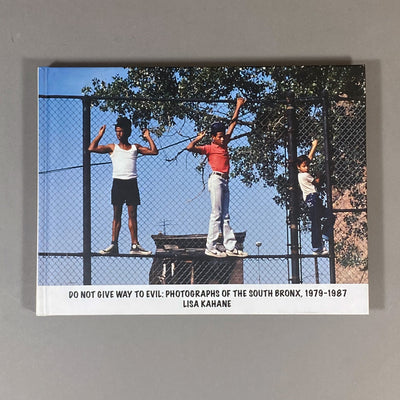 DO NOT GIVE WAY TO EVIL: PHOTOGRAPHS OF THE SOUTH BRONX, 1979-1987
LISA KAHANE